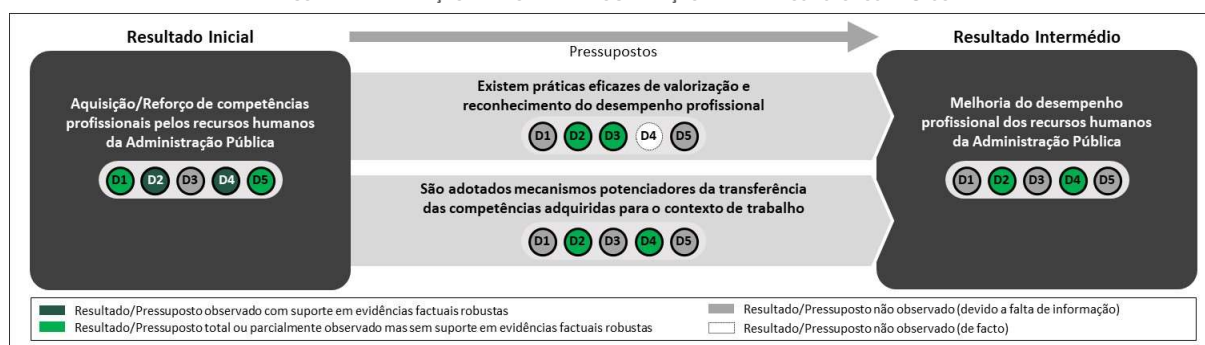 Resultado Inicial
Pressupostos
Resultado Intermédio
Aquisição/Reforço de competências
profissionais pelos recursos humanos
da Administração Pública
D1 D2 D3 D4 D5
Existem práticas eficazes de valorização e
reconhecimento do desempenho profissional
D1 D2 D3 D4 D5
São adotados mecanismos potenciadores da transferência
das competências adquiridas para o contexto de trabalho
D1 D2 D3 D4 D5
Melhoria do desempenho
profissional dos recursos humanos
da Administração Pública
D1 D2 D3 D4 D5
Resultado/Pressuposto observado com suporte em evidências factuais robustas
Resultado/Pressuposto total ou parcialmente observado mas sem suporte em evidências factuais robustas
Resultado/Pressuposto não observado (devido a falta de informação)
Resultado/Pressuposto não observado (de facto)